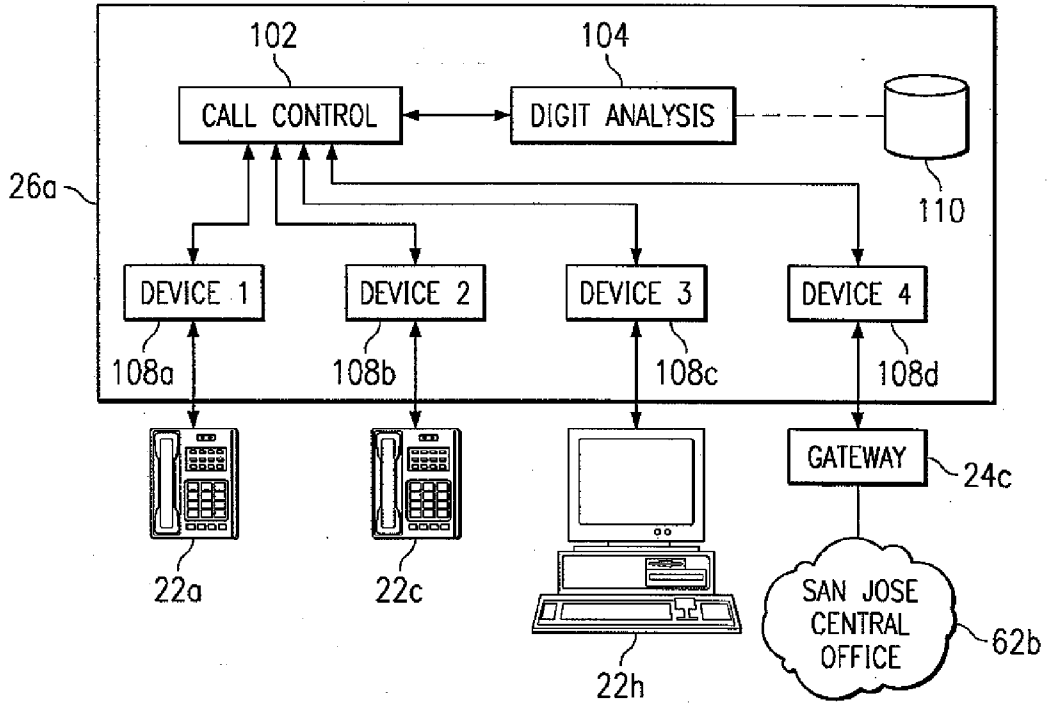 102
104
CALL CONTROL
DIGIT ANALYSIS
110
26a
DEVICE 1
DEVICE 2
DEVICE 3
DEVICE 4
108a
108b
108c
108d
GATEWAY
24c
22a
22c
22h
SAN JOSE
CENTRAL
OFFICE
62b